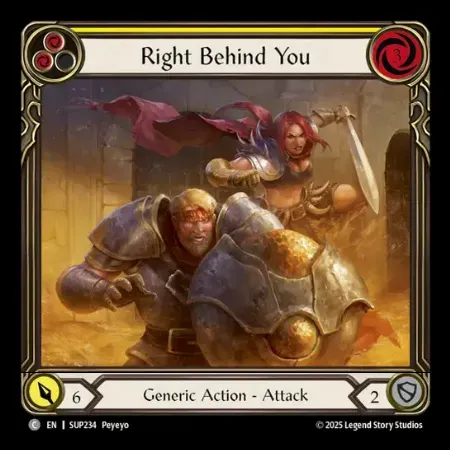 3
Right Behind You
6
Generic Action - Attack
2
C EN | SUP234 Peyeyo
© 2025 Legend Story Studios